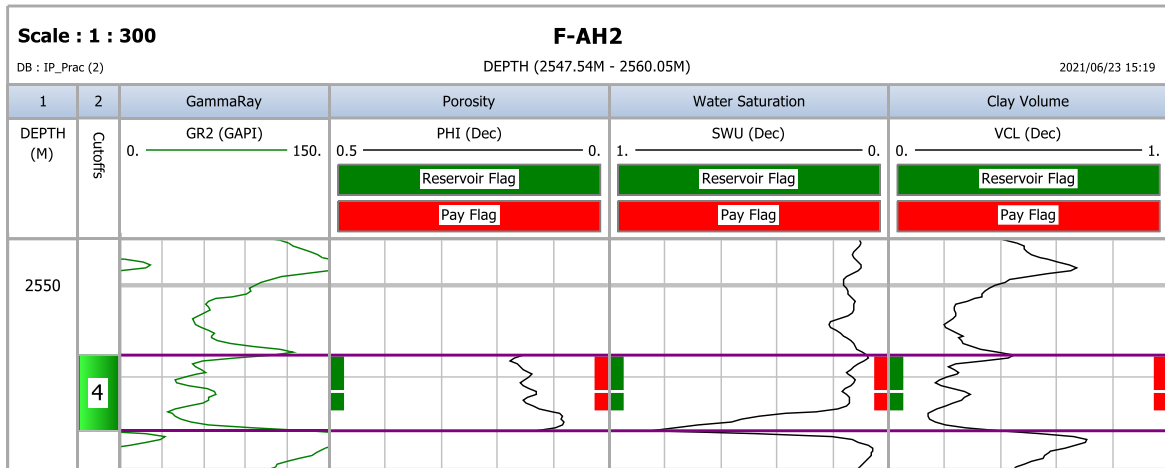 Scale : 1 : 300
F-AH2
DB : IP_Prac (2)
DEPTH (2547.54M - 2560.05M)
2021/06/23 15:19
1
2
GammaRay
Porosity
Water Saturation
Clay Volume
DEPTH
(M)
Cutoffs
GR2 (GAPI)
0.
150.
PHI (Dec)
0.5
0.
Reservoir Flag
Pay Flag
SWU (Dec)
1.
0.
Reservoir Flag
Pay Flag
VCL (Dec)
0.
1.
Reservoir Flag
Pay Flag
2550
4